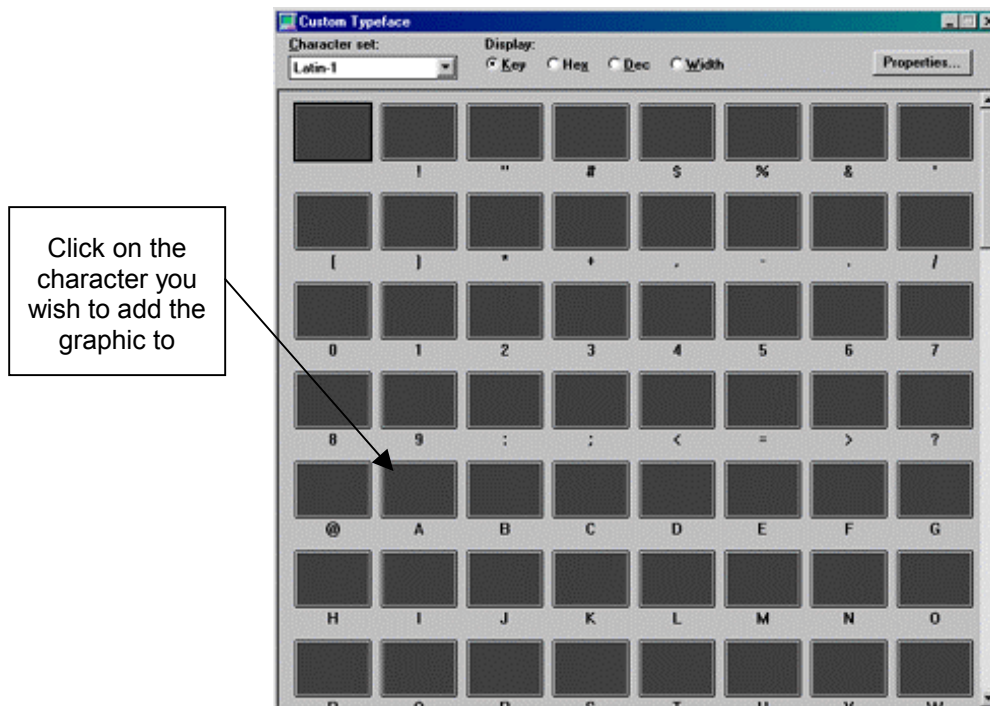 Custom Typeface
Character set:
Display:
Latin-1
Key Hex Dec Width
Properties...
! " # $ % & '
( ) * + , - . /
0 1 2 3 4 5 6 7
Click on the
character you
wish to add the
graphic to
8 9 : ; < = > ?
@ A B C D E F G
H I J K L M N O
P Q R S T U V W